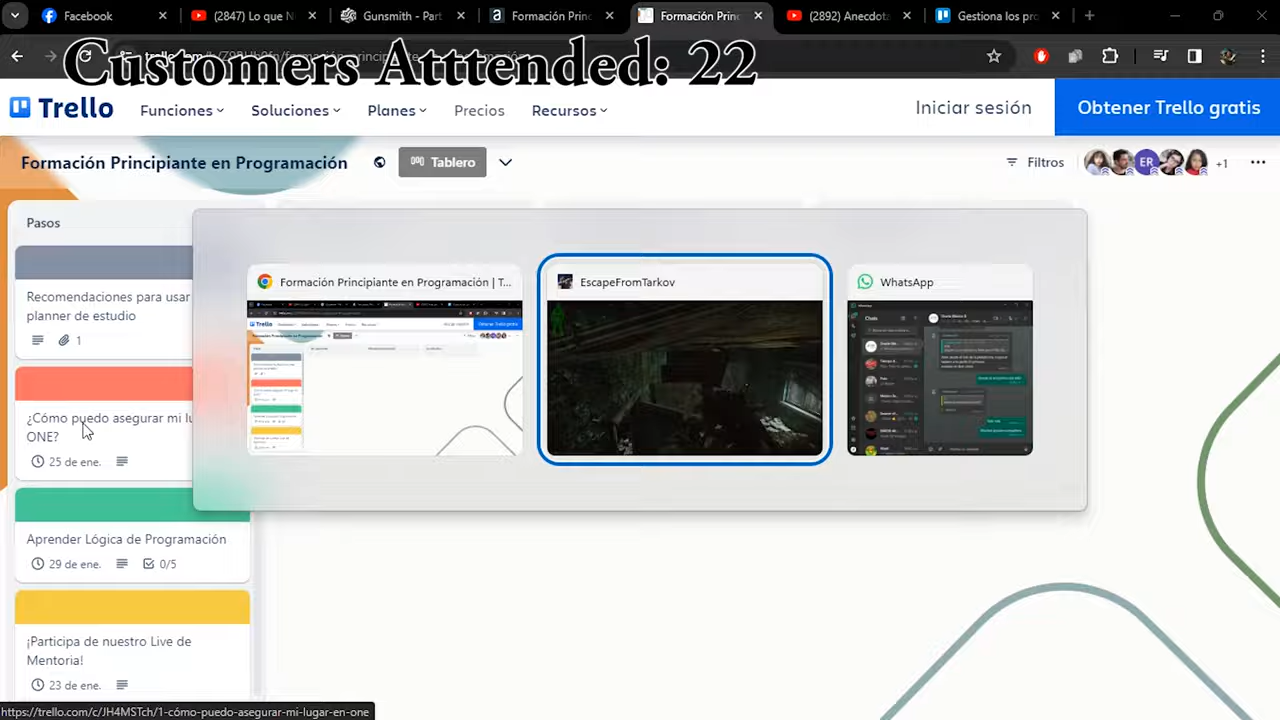 Facebook
(2847) Lo que N
Gunsmith - Part
Formación Princ
Formación Princ
(2892) Anecdota
Gestiona los pro
Customers Atttended: 22
Trello
Funciones
Soluciones
Planes
Precios
Recursos
Iniciar sesión
Obtener Trello gratis
Formación Principiante en Programación
Tablero
Filtros
ER
+1
Pasos
Recomendaciones para usar
planner de estudio
1
¿Cómo puedo asegurar mi lu
ONE?
25 de ene.
Aprender Lógica de Programación
29 de ene.
0/5
¡Participa de nuestro Live de
Mentoria!
23 de ene.
Formación Principiante en Programación | T...
EscapeFromTarkov
WhatsApp
https://trello.com/c/JH4MSTch/1-cómo-puedo-asegurar-mi-lugar-en-one